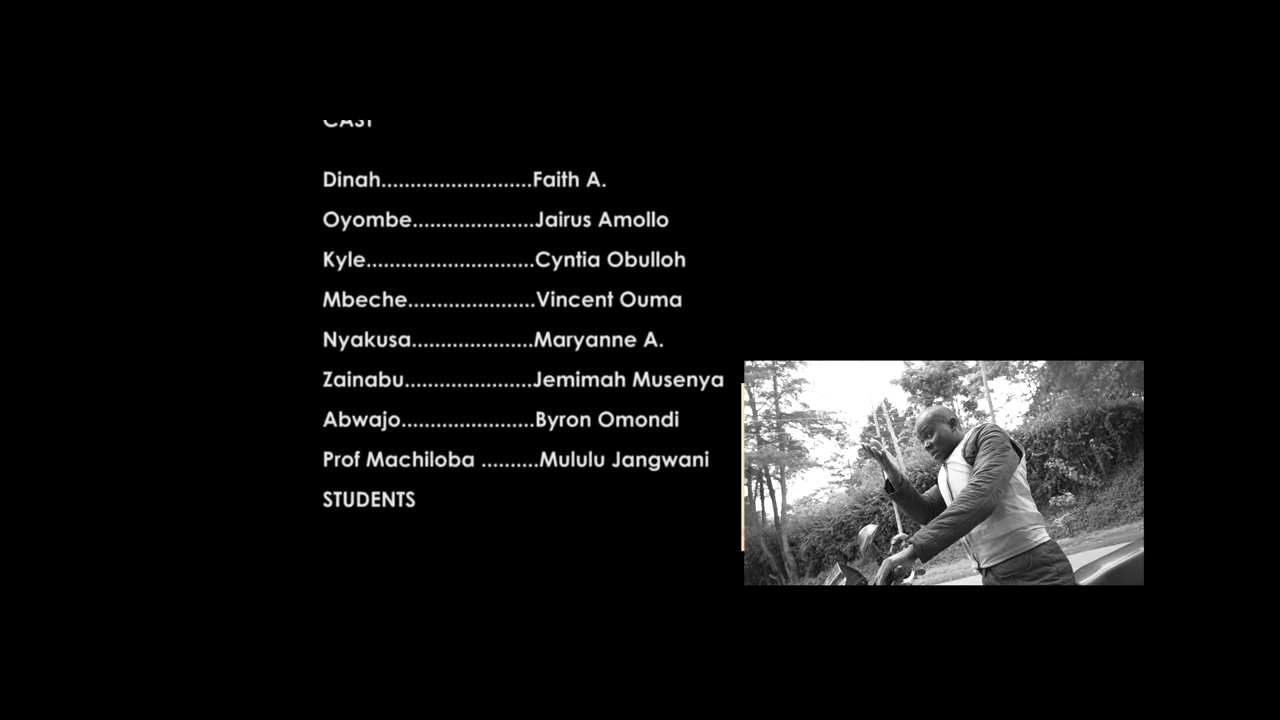 CAST
Dinah..........................Faith A.
Oyombe.....................Jairus Amollo
Kyle.............................Cyntia Obulloh
Mbeche......................Vincent Ouma
Nyakusa.....................Maryanne A.
Zainabu......................Jemimah Musenya
Abwajo.......................Byron Omondi
Prof Machiloba ..........Mululu Jangwani
STUDENTS